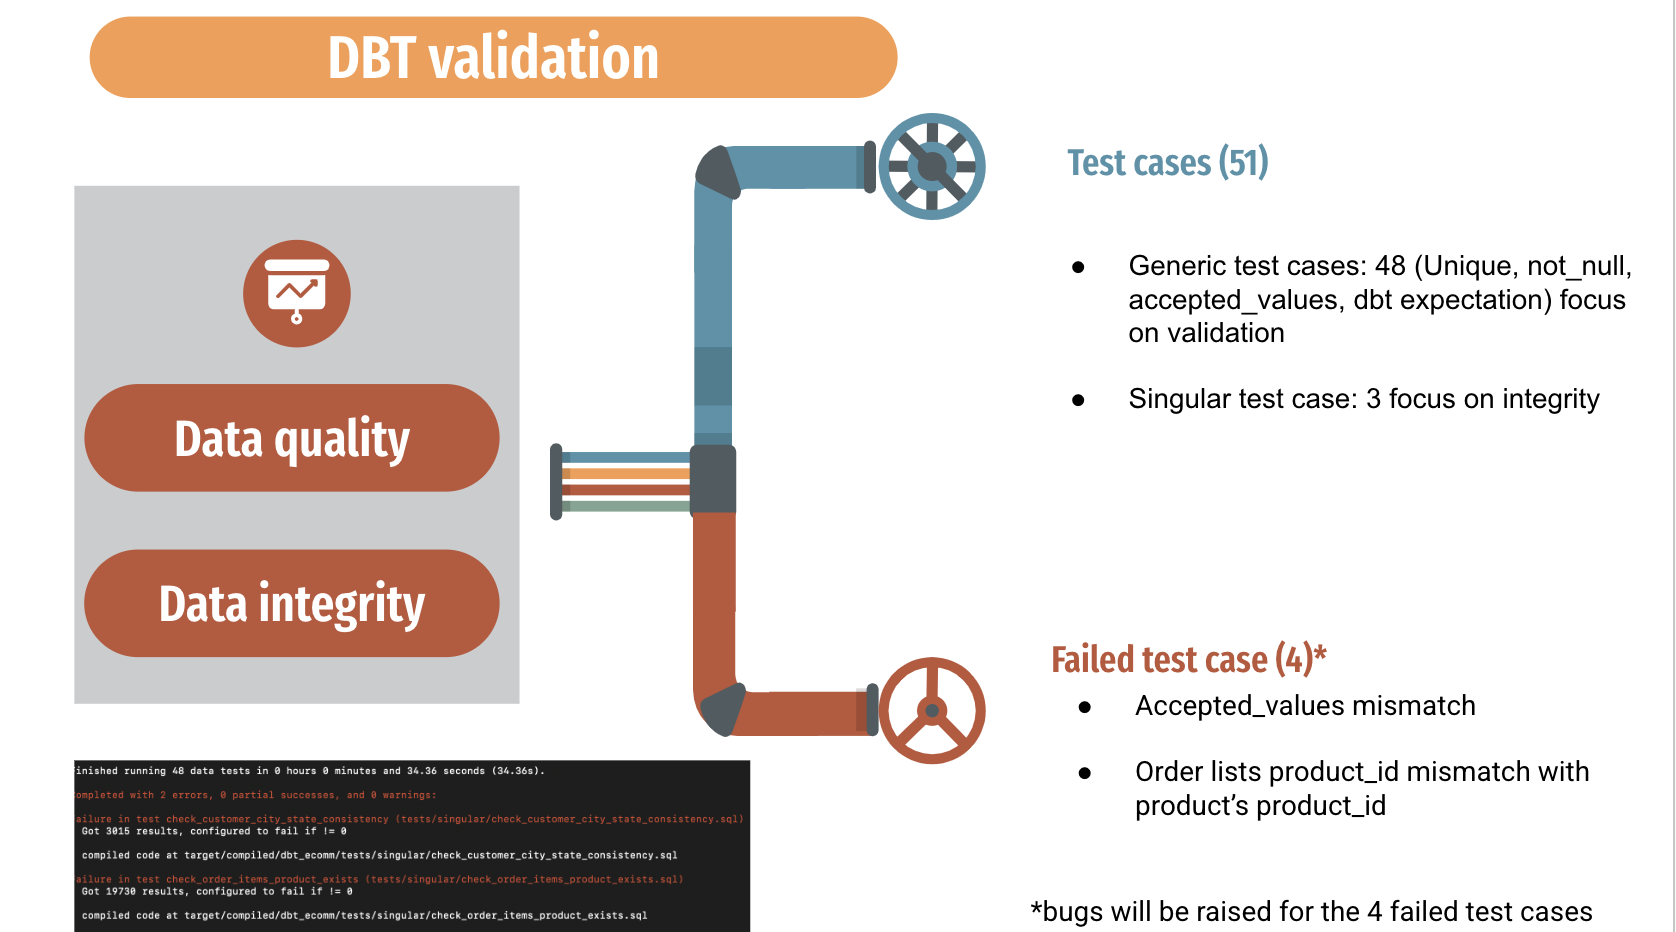 DBT validation
Data quality
Data integrity
Test cases (51)
● Generic test cases: 48 (Unique, not_null,
accepted_values, dbt expectation) focus
on validation
● Singular test case: 3 focus on integrity
Failed test case (4)*
● Accepted_values mismatch
● Order lists product_id mismatch with
product’s product_id
*bugs will be raised for the 4 failed test cases
inished running 48 data tests in 0 hours 0 minutes and 34.36 seconds (34.36s).
ompleted with 2 errors, 0 partial successes, and 0 warnings:
ailure in test check_customer_city_state_consistency (tests/singular/check_customer_city_state_consistency.sql)
Got 3015 results, configured to fail if != 0
compiled code at target/compiled/dbt_ecomm/tests/singular/check_customer_city_state_consistency.sql
ailure in test check_order_items_product_exists (tests/singular/check_order_items_product_exists.sql)
Got 19730 results, configured to fail if != 0
compiled code at target/compiled/dbt_ecomm/tests/singular/check_order_items_product_exists.sql